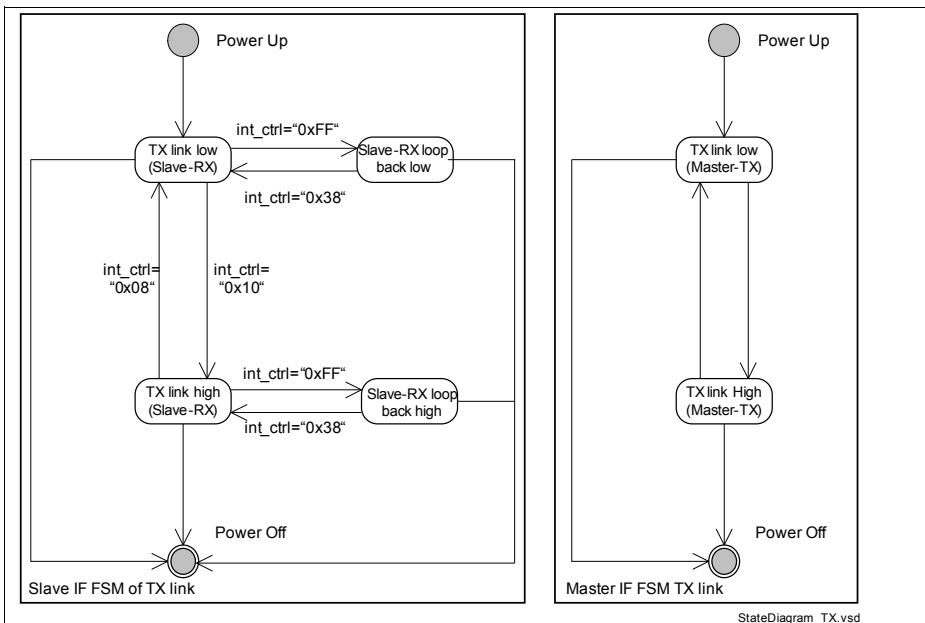 Power Up
int_ctrl=“0xFF“
TX link low
(Slave-RX)
Slave-RX loop
back low
int_ctrl=“0x38“
int_ctrl=
“0x08“
int_ctrl=
“0x10“
int_ctrl=“0xFF“
TX link high
(Slave-RX)
Slave-RX loop
back high
int_ctrl=“0x38“
Power Off
Slave IF FSM of TX link
Power Up
TX link low
(Master-TX)
TX link High
(Master-TX)
Power Off
Master IF FSM TX link
StateDiagram_TX.vsd